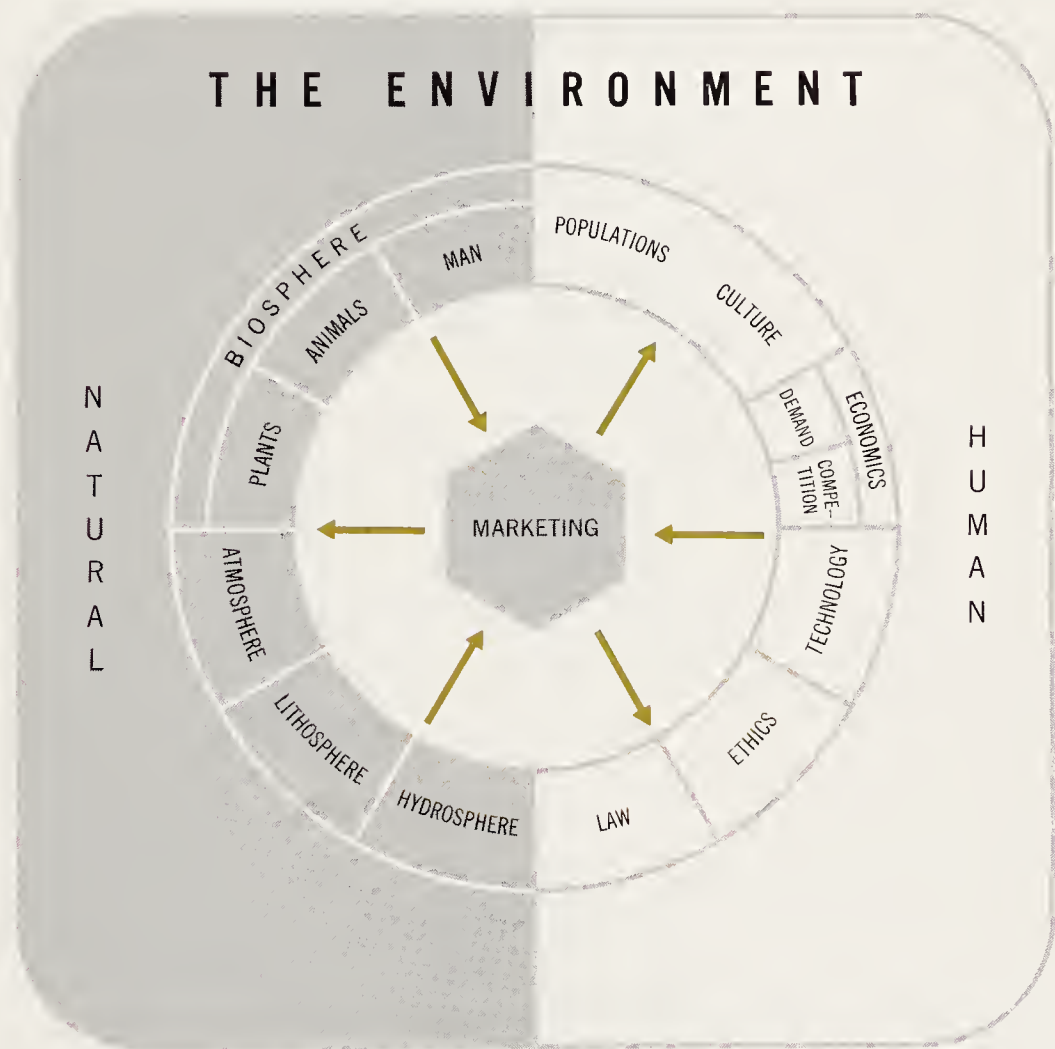 THE ENVIRONMENT
NATURAL
HUMAN
BIOSPHERE
MAN
ANIMALS
PLANTS
ATMOSPHERE
LITHOSPHERE
HYDROSPHERE
POPULATIONS
CULTURE
ECONOMICS
DEMAND
COMPE-
TITION
TECHNOLOGY
ETHICS
LAW
MARKETING